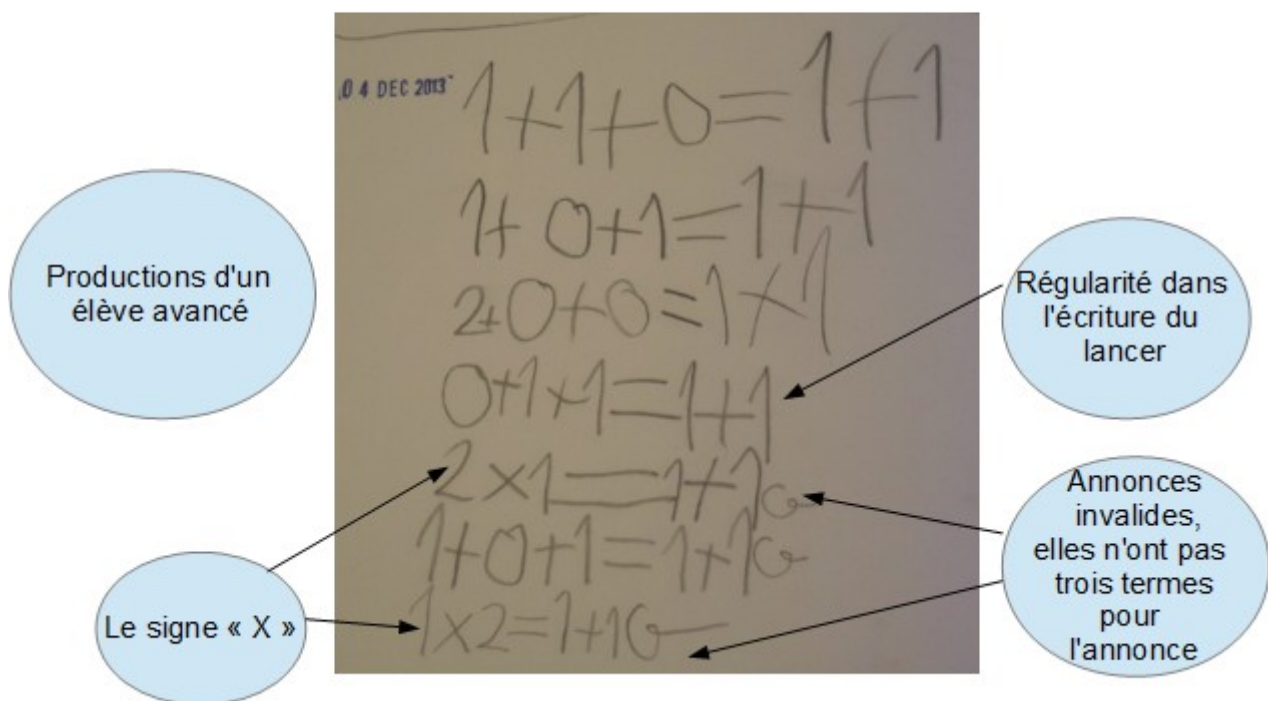 04 DEC 2013
1+1+0=1+1
1+0+1=1+1
2+0+0=1+1
0+1+1=1+1
2×1=1+1
1+0+1=1+1
1×2=1+1
Productions d'un
élève avancé
Régularité dans
l'écriture du
lancer
Annonces
invalides,
elles n'ont pas
trois termes
pour
l'annonce
Le signe « X »